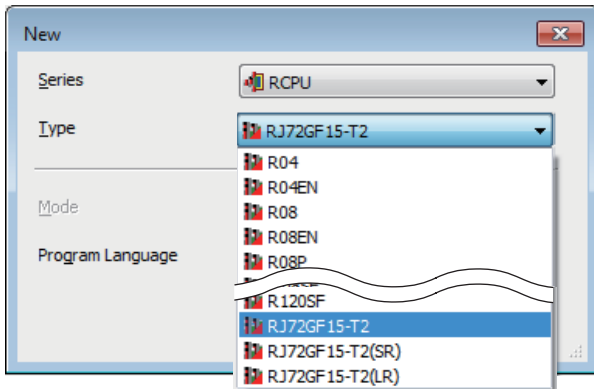 New
Series
RCPU
Type
RJ72GF15-T2
R04
R04EN
R08
R08EN
R08P
R120SF
RJ72GF15-T2
RJ72GF15-T2(SR)
RJ72GF15-T2(LR)
Mode
Program Language